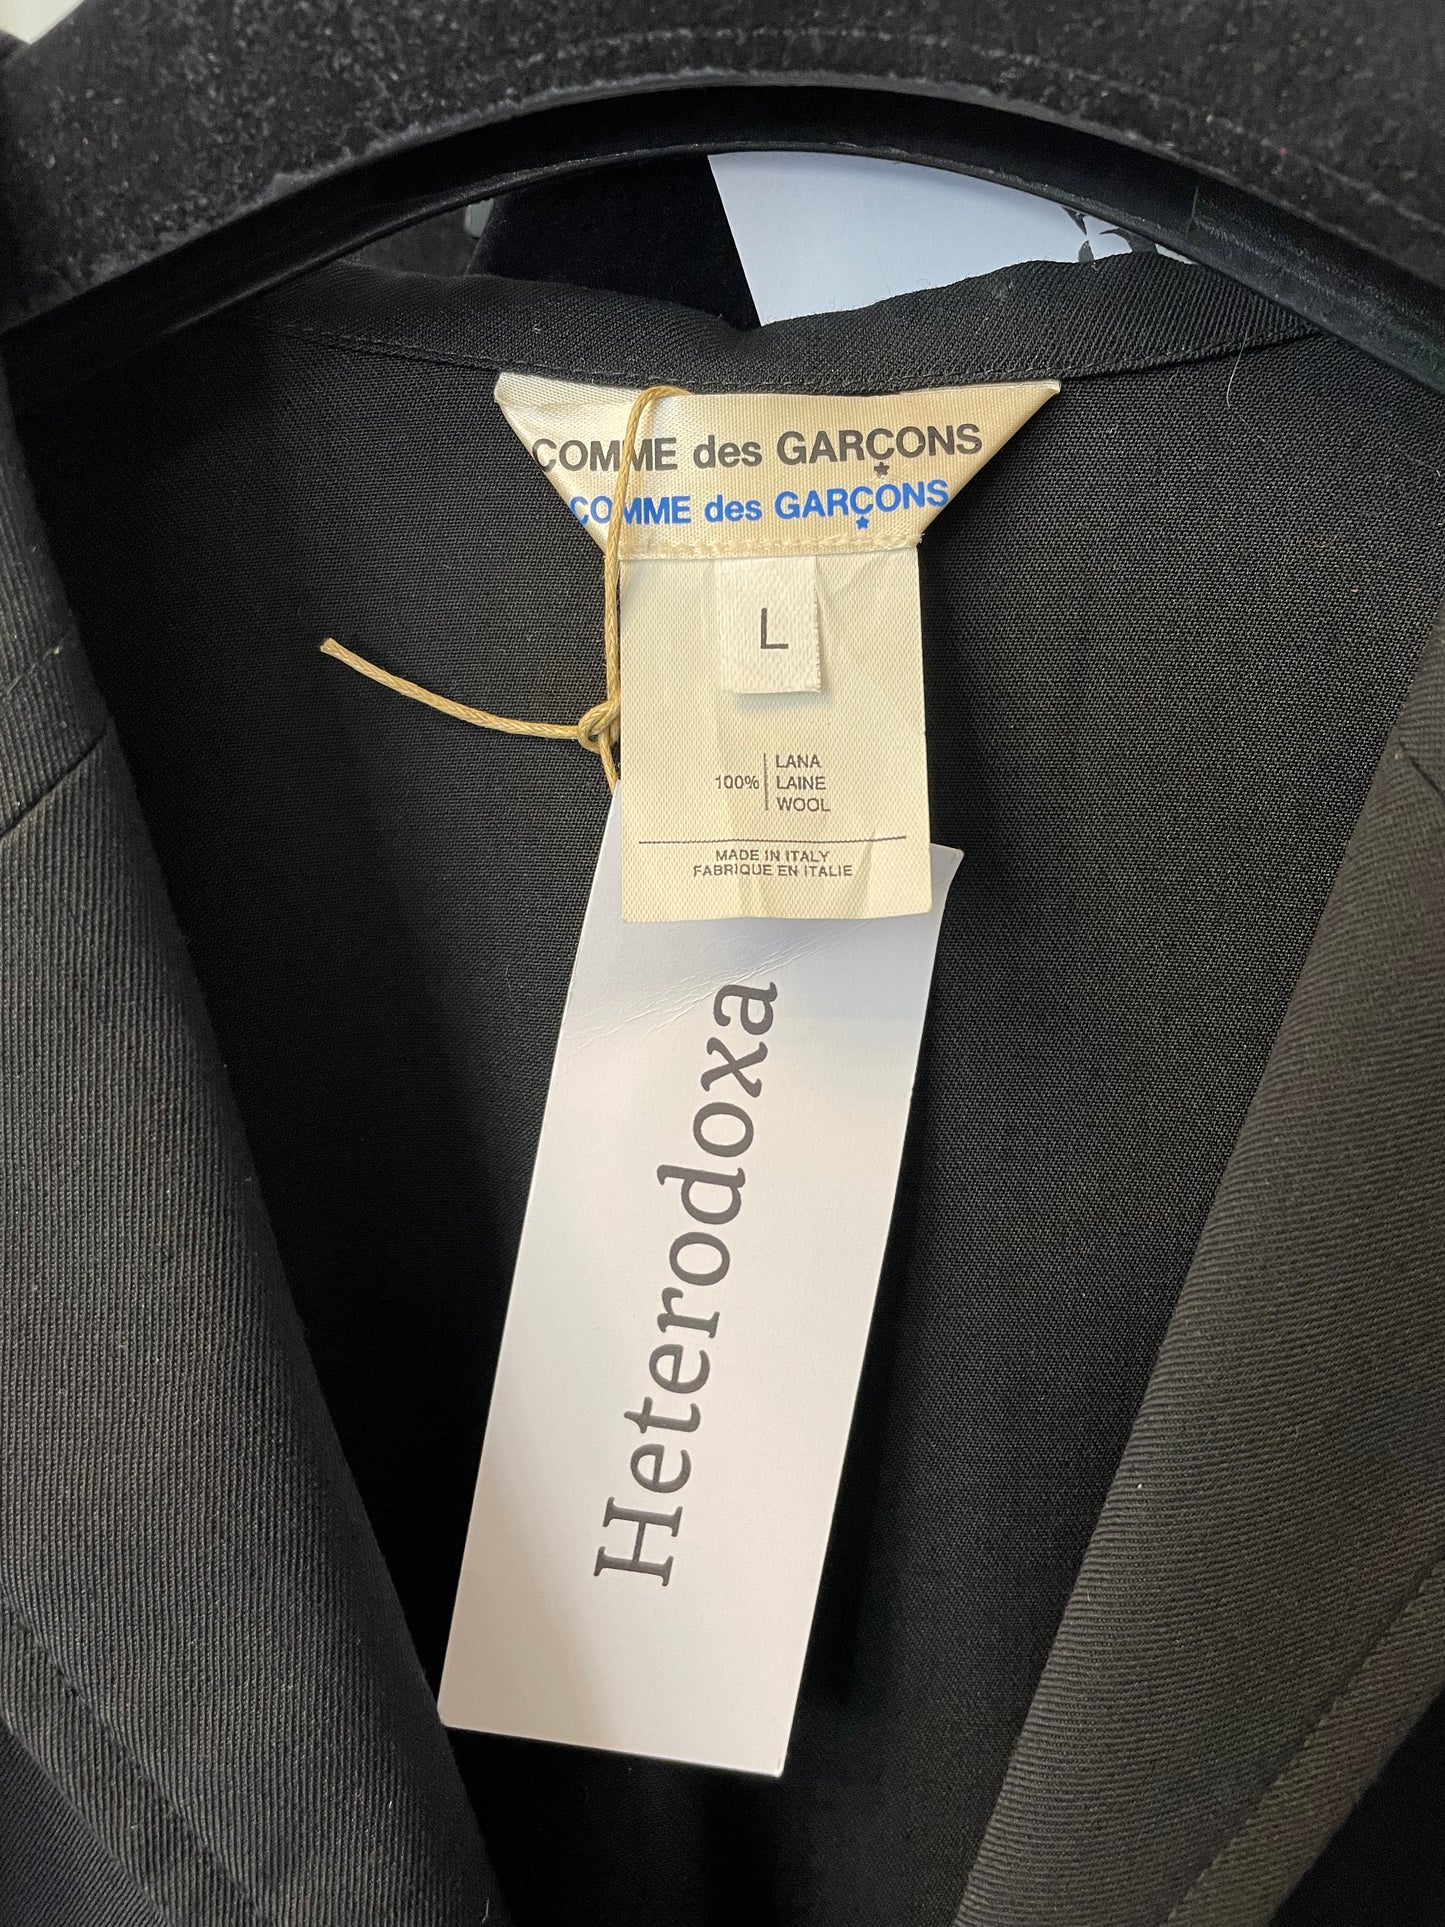 COMME des GARÇONS
COMME des GARÇONS
L
100%
LANA
LAINE
WOOL
MADE IN ITALY
FABRIQUE EN ITALIE
Heterodoxa